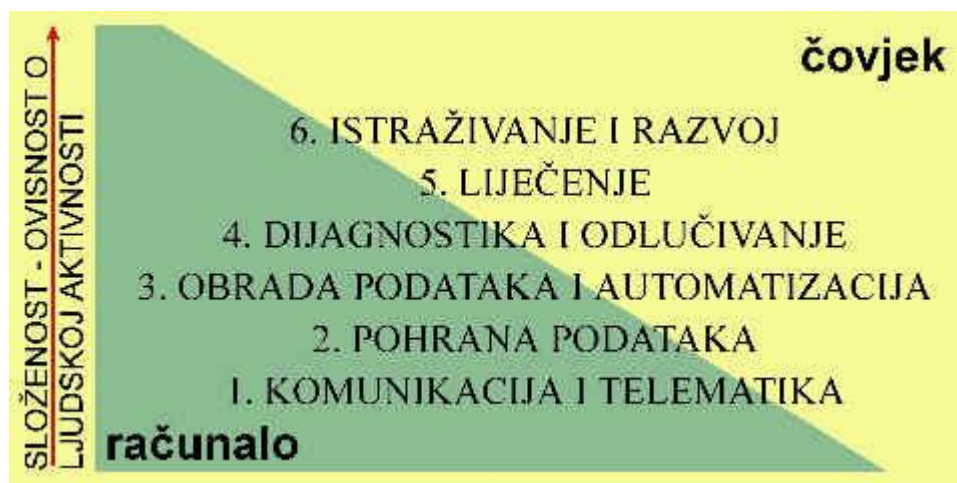 SLOŽENOST - OVISNOST O
LJUDSKOJ AKTIVNOSTI
čovjek
6. ISTRAŽIVANJE I RAZVOJ
5. LIJEČENJE
4. DIJAGNOSTIKA I ODLUČIVANJE
3. OBRADA PODATAKA I AUTOMATIZACIJA
2. POHRANA PODATAKA
1. KOMUNIKACIJA I TELEMATIKA
računalo